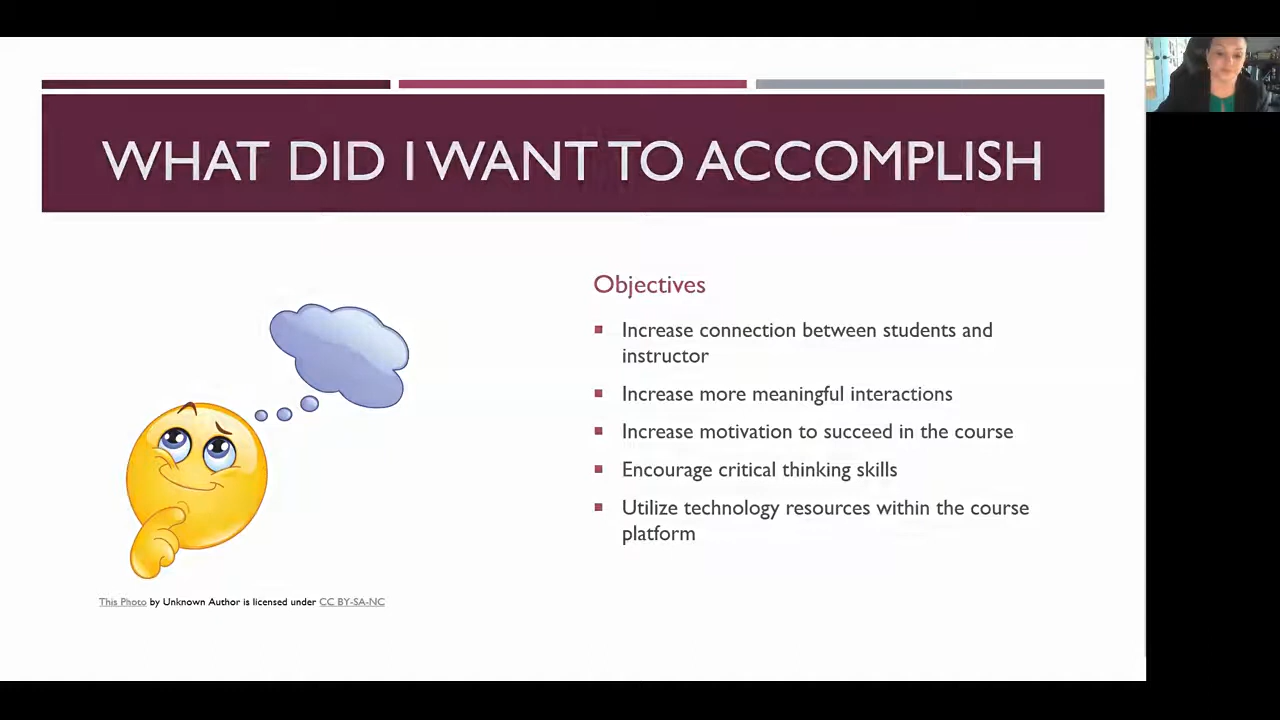 WHAT DID I WANT TO ACCOMPLISH
Objectives
Increase connection between students and
instructor
Increase more meaningful interactions
Increase motivation to succeed in the course
Encourage critical thinking skills
Utilize technology resources within the course
platform
This Photo by Unknown Author is licensed under CC BY-SA-NC